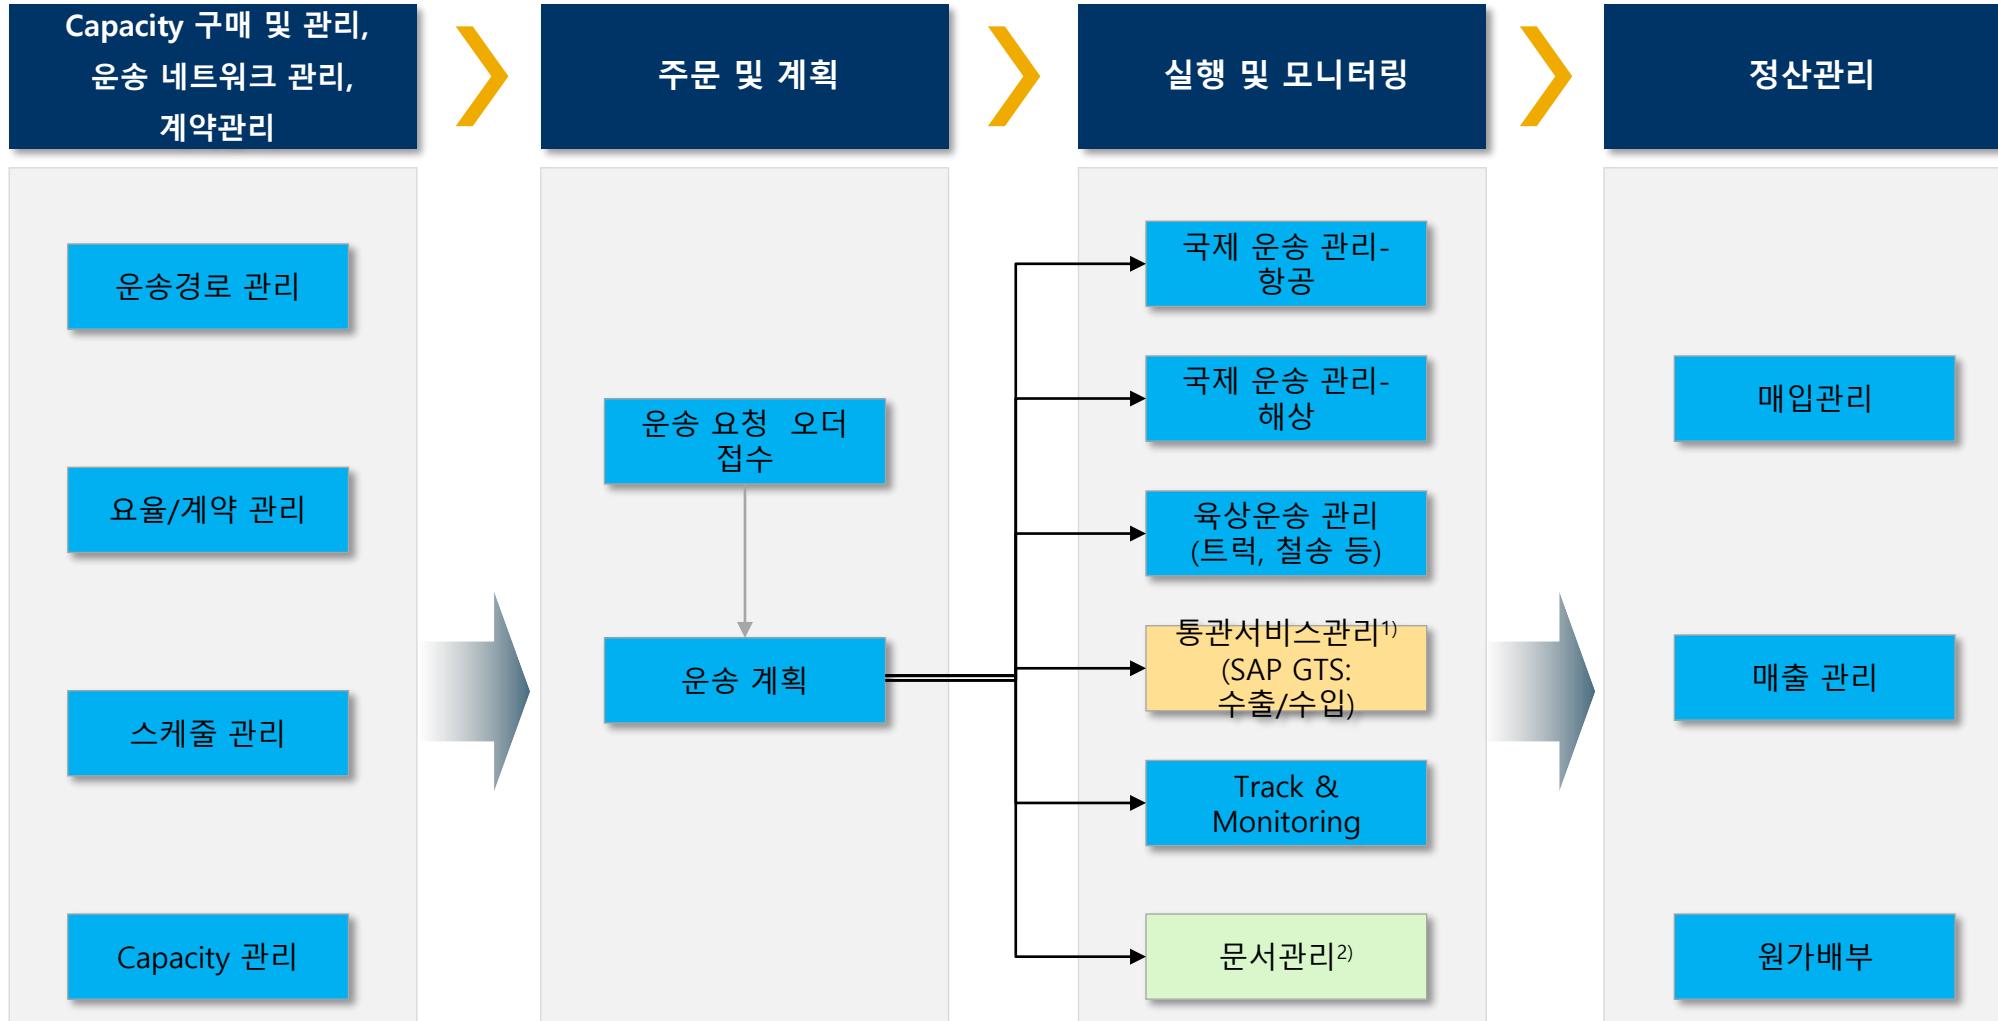 Capacity 구매 및 관리,
운송 네트워크 관리,
계약관리
주문 및 계획
실행 및 모니터링
정산관리
운송경로 관리
요율/계약 관리
스케줄 관리
Capacity 관리
운송 요청  오더
접수
운송 계획
국제 운송 관리-
항공
국제 운송 관리-
해상
육상운송 관리
(트럭, 철송 등)
통관서비스관리1)
(SAP GTS:
수출/수입)
Track &
Monitoring
문서관리2)
매입관리
매출 관리
원가배부